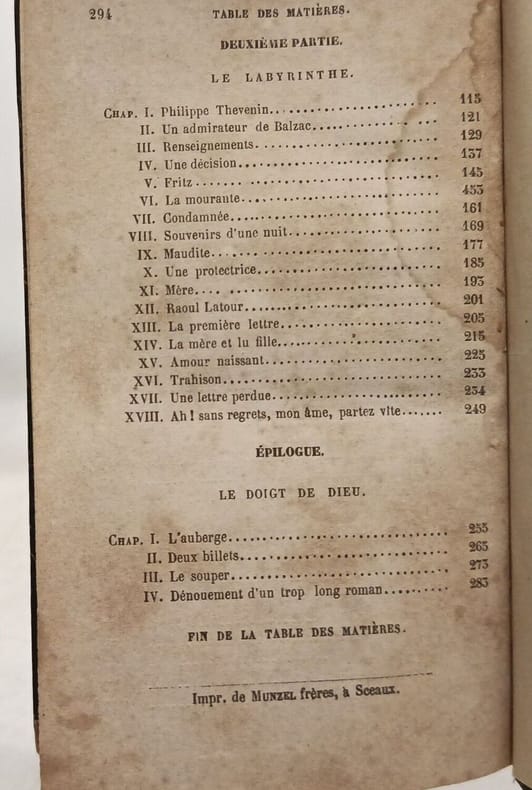 294 TABLE DES MATIÈRES.
DEUXIÈME PARTIE.
LE LABYRINTHE.
CHAP. I. Philippe Thevenin.. 115
II. Un admirateur de Balzac. 121
III. Renseignements. 129
IV. Une décision. 137
V. Fritz. 145
VI. La mourante. 453
VII. Condamnée. 161
VIII. Souvenirs d'une nuit. 169
IX. Maudite. 177
X. Une protectrice. 185
XI. Mère. 193
XII. Raoul Latour. 201
XIII. La première lettre. 205
XIV. La mère et lu fille. 215
XV. Amour naissant. 225
XVI. Trahison. 233
XVII. Une lettre perdue. 234
XVIII. Ah! sans regrets, mon âme, partez vite. 249
ÉPILOGUE.
LE DOIGT DE DIEU.
CHAP. I. L'auberge. 255
II. Deux billets. 265
III. Le souper. 273
IV. Dénouement d'un trop long roman. 283
FIN DE LA TABLE DES MATIÈRES.
Impr. de MUNZEL frères, à Sceaux.